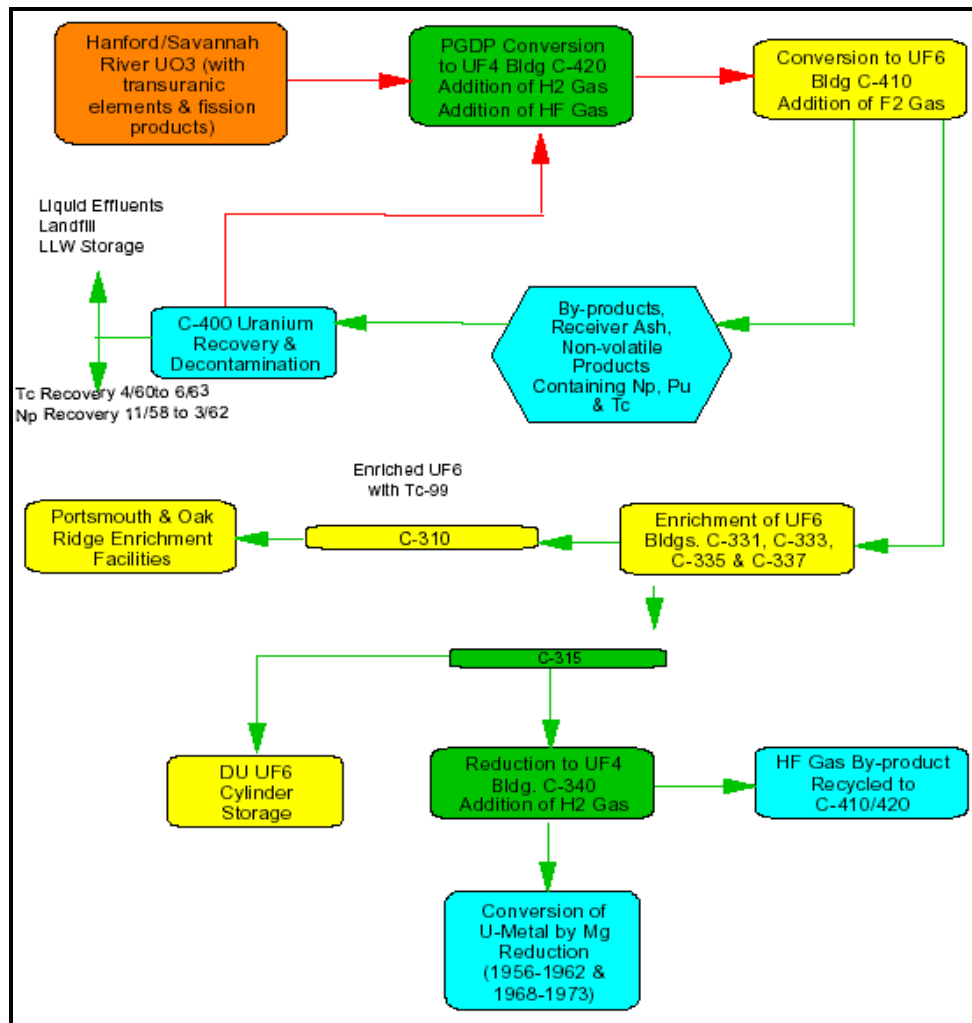 Hanford/Savannah
River UO3 (with
transuranic
elements & fission
products)
PGDP Conversion
to UF4 Bldg C-420
Addition of H2 Gas
Addition of HF Gas
Conversion to UF6
Bldg C-410
Addition of F2 Gas
Liquid Effluents
Landfill
LLW Storage
C-400 Uranium
Recovery &
Decontamination
By-products,
Receiver Ash,
Non-volatile
Products
Containing Np, Pu
& Tc
Tc Recovery 4/60to 6/63
Np Recovery 11/58 to 3/62
Enriched UF6
with Tc-99
Portsmouth & Oak
Ridge Enrichment
Facilities
C-310
Enrichment of UF6
Bldgs. C-331, C-333,
C-335 & C-337
C-315
DU UF6
Cylinder
Storage
Reduction to UF4
Bldg. C-340
Addition of H2 Gas
HF Gas By-product
Recycled to
C-410/420
Conversion of
U-Metal by Mg
Reduction
(1956-1962 &
1968-1973)